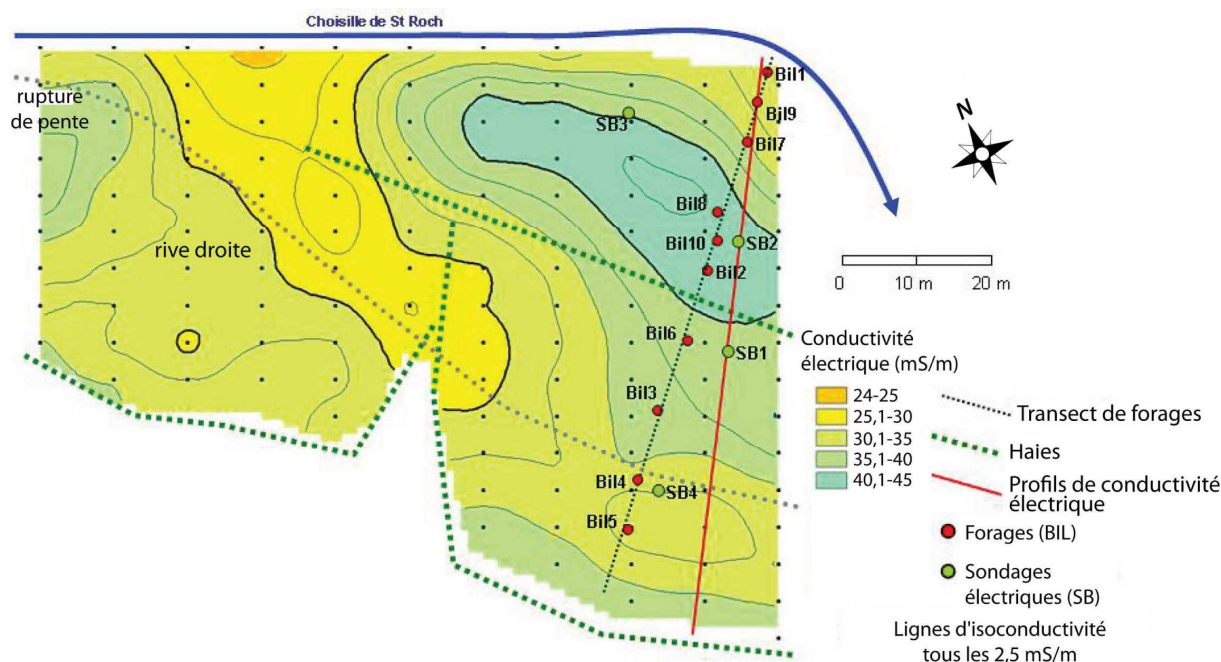 Choisille de St Roch
rupture
de pente
rive droite
Bil1
Bil9
Bil7
SB3
Bil8
Bil10
SB2
Bil2
Bil6
SB1
Bil3
Bil4
SB4
Bil5
N
0 10 m 20 m
Conductivité
électrique (mS/m)
24-25
25,1-30
30,1-35
35,1-40
40,1-45
Transect de forages
Haies
Profils de conductivité
électrique
Forages (BIL)
Sondages
électriques (SB)
Lignes d'isoconductivité
tous les 2,5 mS/m